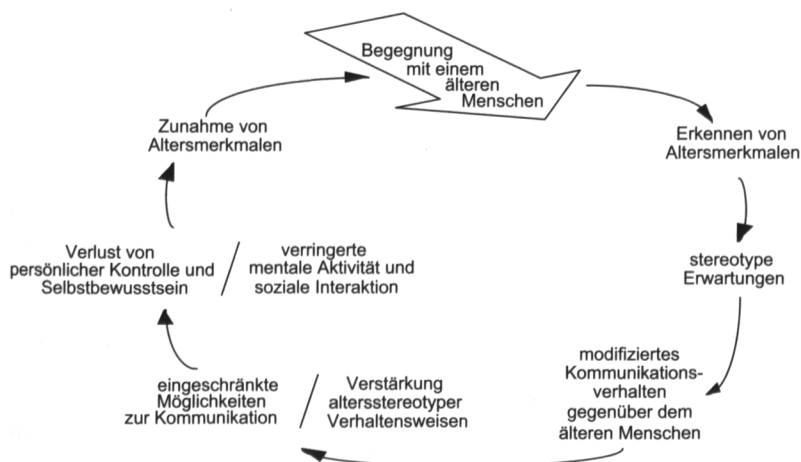 Begegnung
mit einem
älteren
Menschen
Erkennen von
Altersmerkmalen
stereotype
Erwartungen
modifiziertes
Kommunikations-
verhalten
gegenüber dem
älteren Menschen
eingeschränkte
Möglichkeiten
zur Kommunikation
/
Verstärkung
altersstereotyper
Verhaltensweisen
Verlust von
persönlicher Kontrolle und
Selbstbewusstsein
/
verringerte
mentale Aktivität und
soziale Interaktion
Zunahme von
Altersmerkmalen